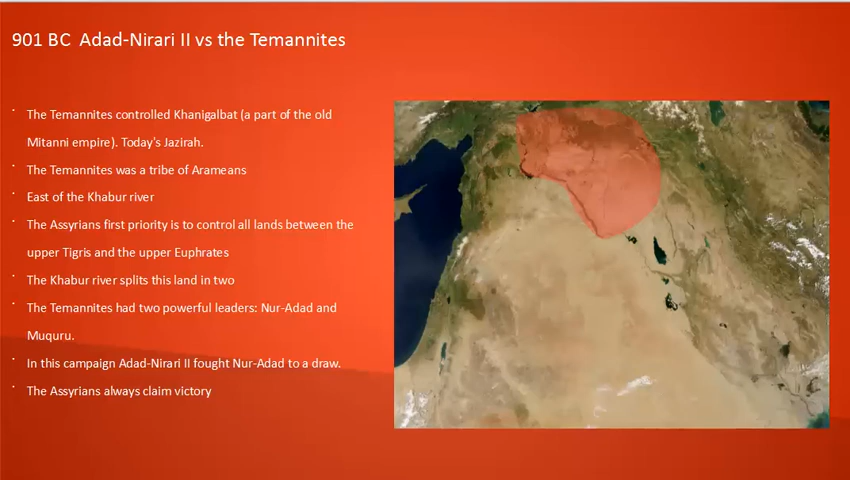 901 BC  Adad-Nirari II vs the Temannites
· The Temannites controlled Khanigalbat (a part of the old
Mitanni empire). Today's Jazirah.
· The Temannites was a tribe of Arameans
· East of the Khabur river
· The Assyrians first priority is to control all lands between the
upper Tigris and the upper Euphrates
· The Khabur river splits this land in two
· The Temannites had two powerful leaders: Nur-Adad and
Muquru.
· In this campaign Adad-Nirari II fought Nur-Adad to a draw.
· The Assyrians always claim victory